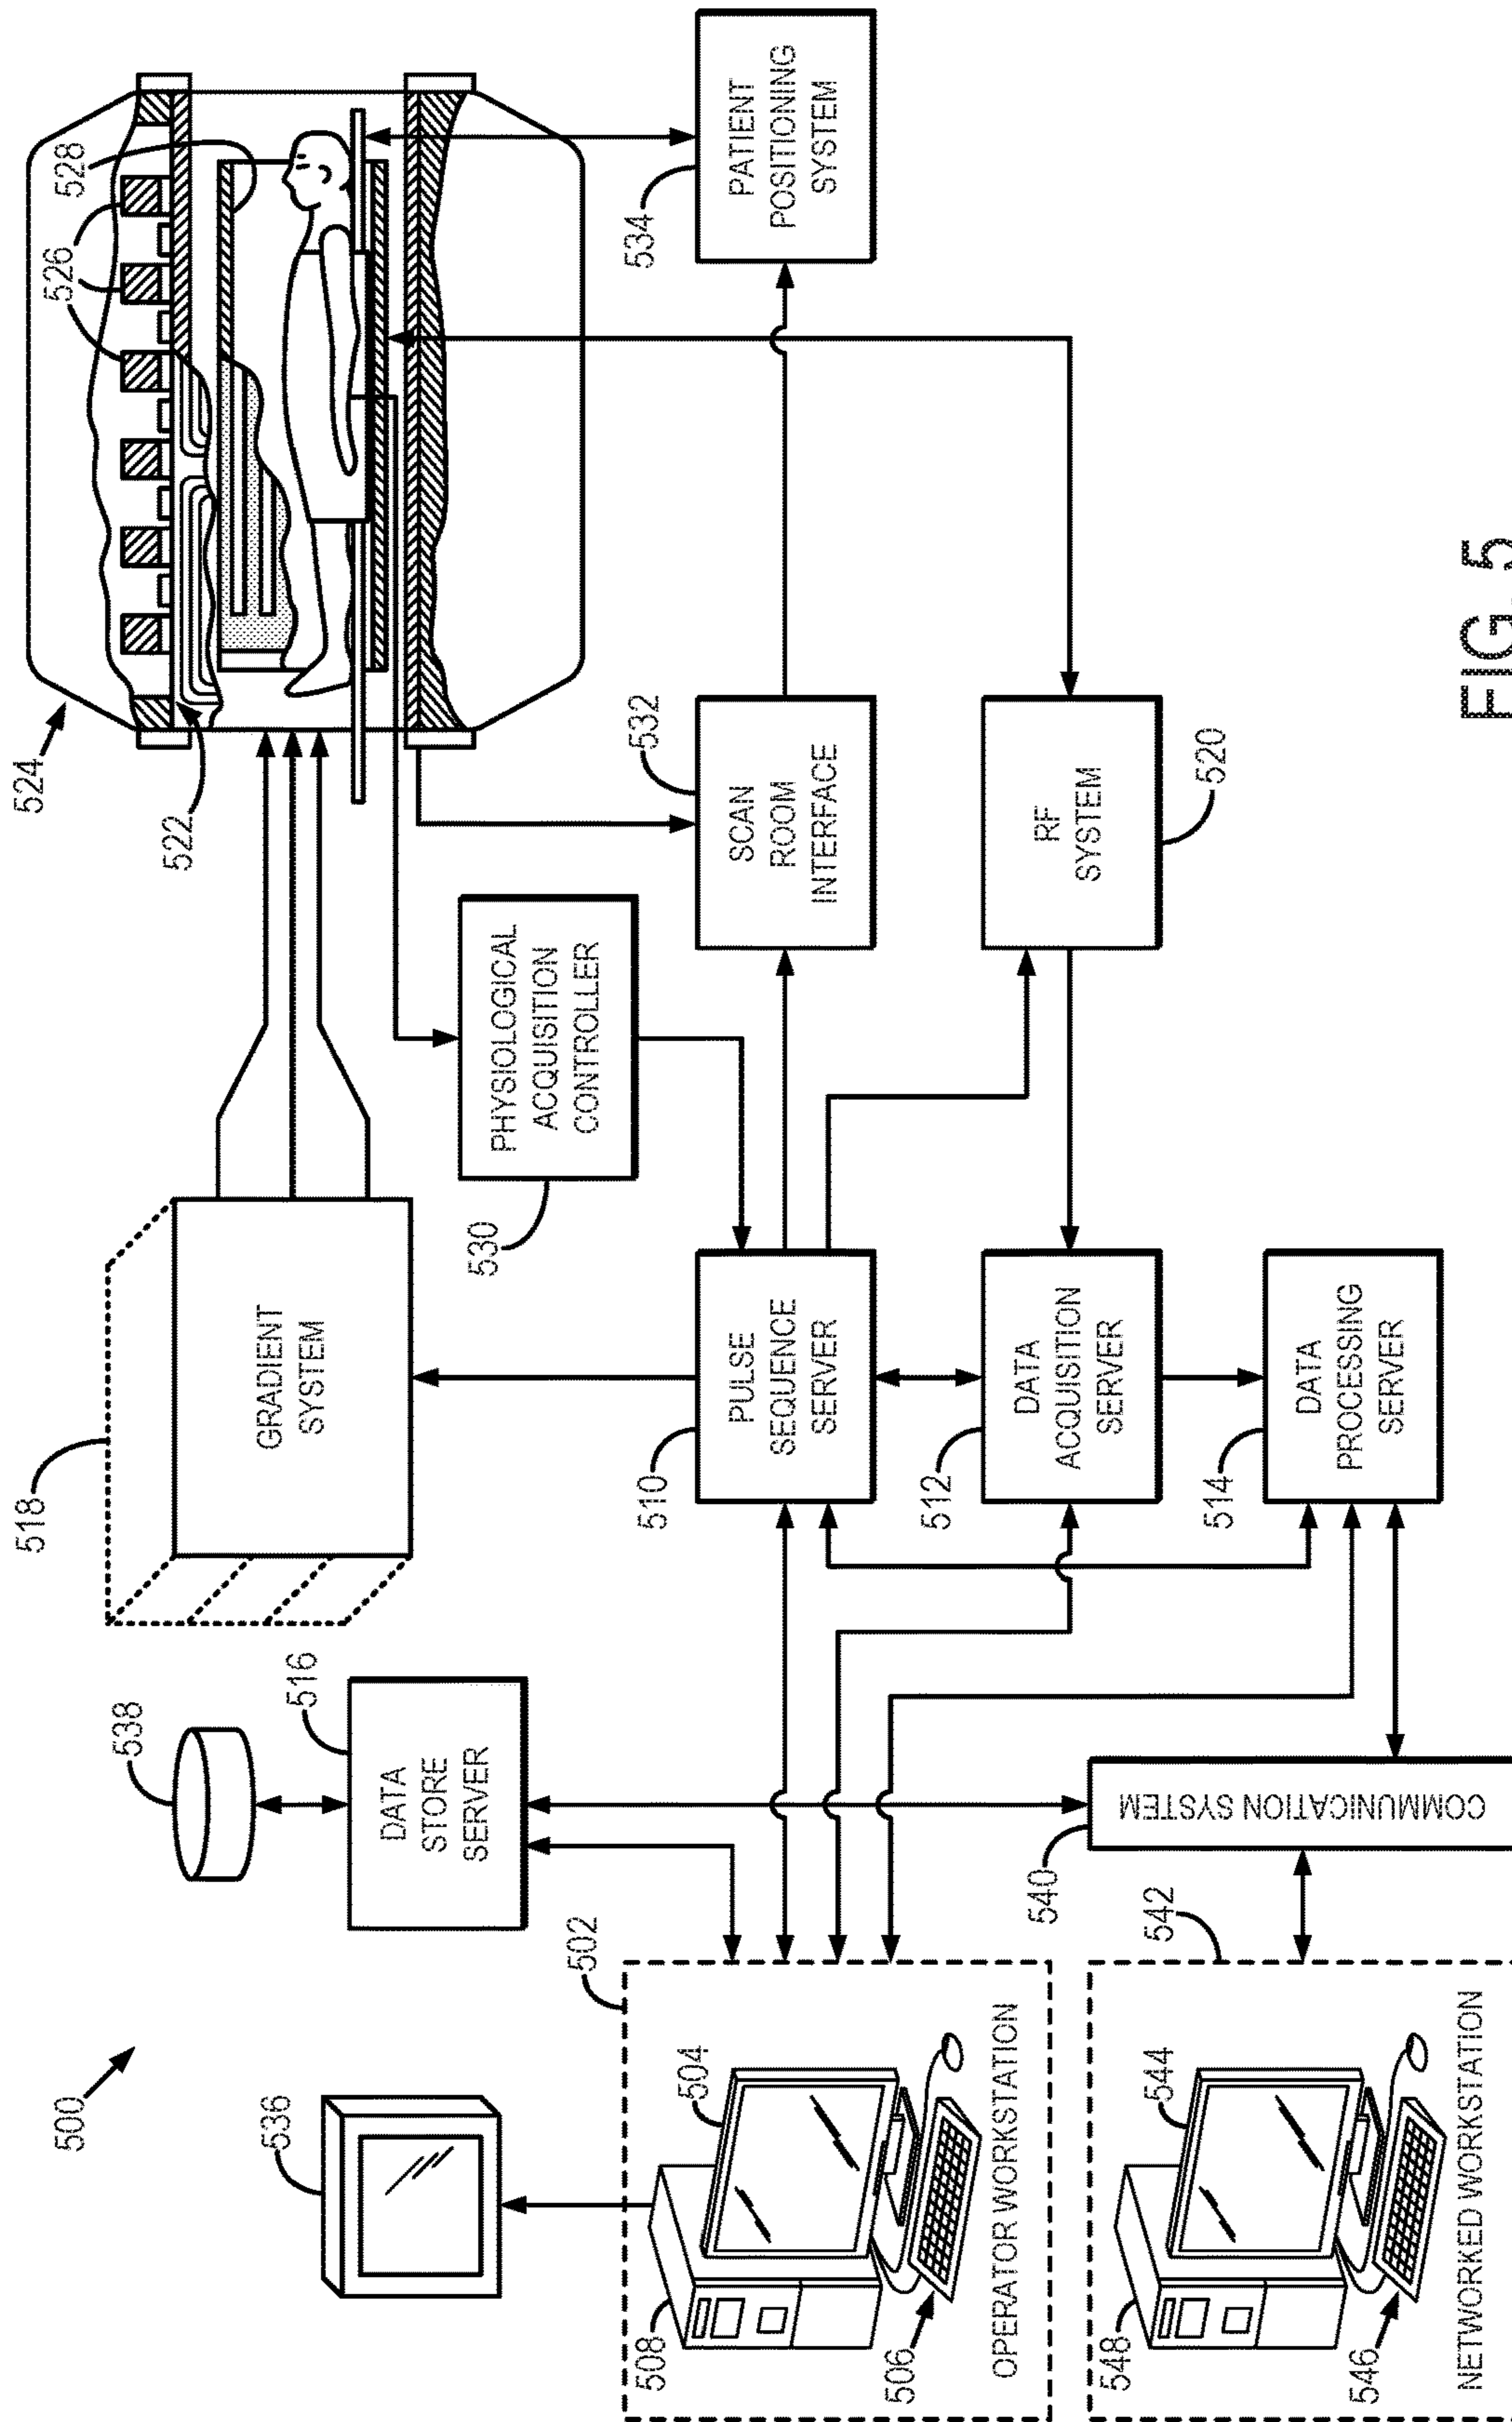 500
536
538
518
524
526
528
522
GRADIENT
SYSTEM
516
DATA
STORE
SERVER
530
PHYSIOLOGICAL
ACQUISITION
CONTROLLER
502
508
504
506
OPERATOR WORKSTATION
510
PULSE
SEQUENCE
SERVER
532
SCAN
ROOM
INTERFACE
534
PATIENT
POSITIONING
SYSTEM
512
DATA
ACQUISITION
SERVER
RF
SYSTEM
520
540
COMMUNICATION SYSTEM
514
DATA
PROCESSING
SERVER
542
548
544
546
NETWORKED WORKSTATION
FIG. 5